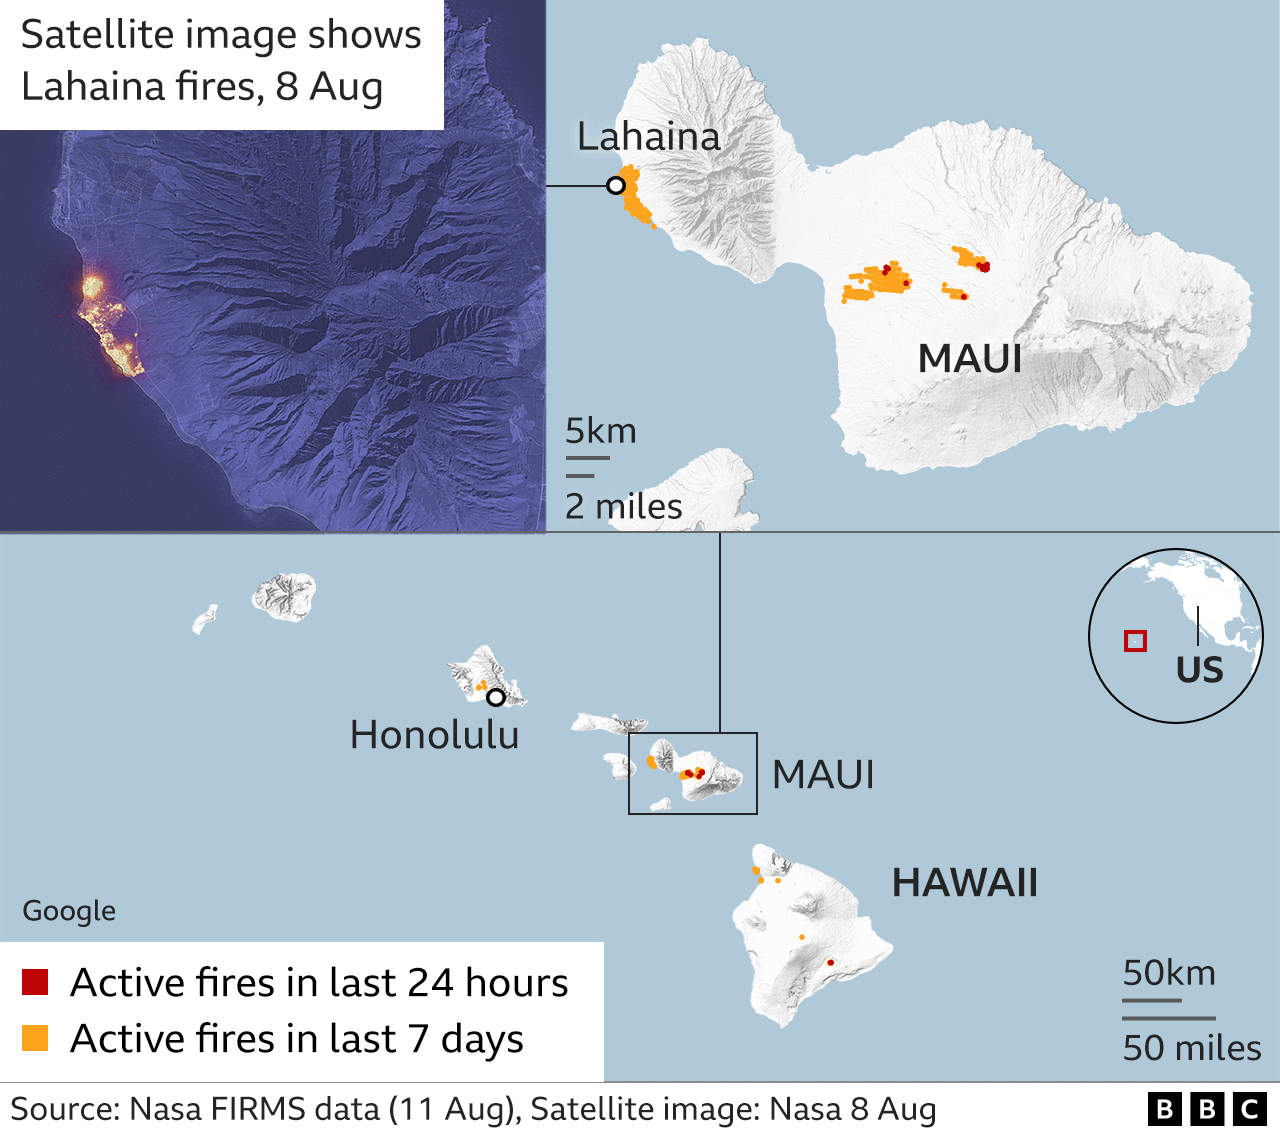 Satellite image shows
Lahaina fires, 8 Aug
Lahaina
MAUI
5km
2 miles
US
Honolulu
MAUI
HAWAII
Google
Active fires in last 24 hours
Active fires in last 7 days
50km
50 miles
Source: Nasa FIRMS data (11 Aug), Satellite image: Nasa 8 Aug
BBC